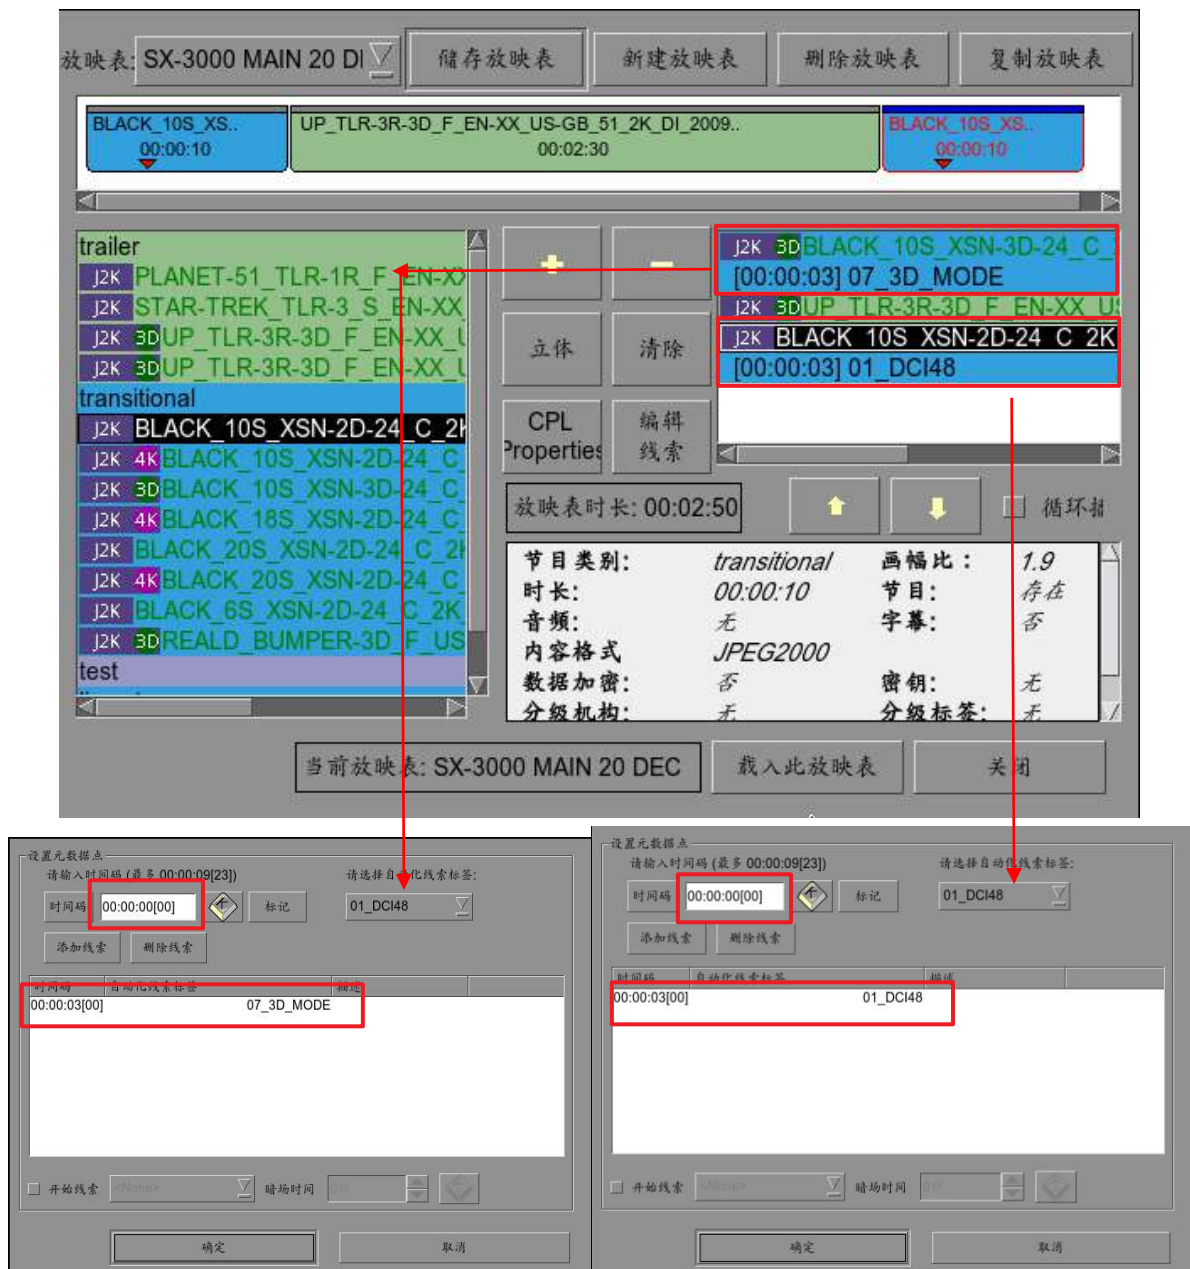 放映表: SX-3000 MAIN 20 DI
储存放映表
新建放映表
删除放映表
复制放映表
BLACK_10S_XS..
00:00:10
UP_TLR-3R-3D_F_EN-XX_US-GB_51_2K_DI_2009..
00:02:30
BLACK_10S_XS..
00:00:10
trailer
J2K PLANET-51_TLR-1R_F_EN-XX
J2K STAR-TREK_TLR-3_S_EN-XX_
J2K 3D UP_TLR-3R-3D_F_EN-XX_U
J2K 3D UP_TLR-3R-3D_F_EN-XX_U
transitional
J2K BLACK_10S_XSN-2D-24_C_2K
J2K 4K BLACK_10S_XSN-2D-24_C_
J2K 3D BLACK_10S_XSN-3D-24_C_
J2K 4K BLACK_18S_XSN-2D-24_C_
J2K BLACK_20S_XSN-2D-24_C_2K
J2K 4K BLACK_20S_XSN-2D-24_C_
J2K BLACK_6S_XSN-2D-24_C_2K
J2K 3D REALD_BUMPER-3D_F_US
test
+
−
立体
清除
CPL Properties
编辑线索
J2K 3D BLACK_10S_XSN-3D-24_C_
[00:00:03] 07_3D_MODE
J2K 3D UP_TLR-3R-3D_F_EN-XX_US
J2K BLACK_10S_XSN-2D-24_C_2K
[00:00:03] 01_DCI48
放映表时长: 00:02:50
循环
节目类别: transitional 画幅比： 1.9
时长: 00:00:10 节目: 存在
音频: 无 字幕: 否
内容格式 JPEG2000
数据加密: 否 密钥: 无
分级机构: 无 分级标签: 无
当前放映表: SX-3000 MAIN 20 DEC
载入此放映表
关闭
设置元数据点
请输入时间码 (最多 00:00:09[23])
请选择自动化线索标签:
时间码 00:00:00[00] 标记 01_DCI48
添加线索 删除线索
时间码 自动化线索标签 描述
00:00:03[00] 07_3D_MODE
开始线索 <None> 暗场时间
确定 取消
设置元数据点
请输入时间码 (最多 00:00:09[23])
请选择自动化线索标签:
时间码 00:00:00[00] 标记 01_DCI48
添加线索 删除线索
时间码 自动化线索标签 描述
00:00:03[00] 01_DCI48
开始线索 <None> 暗场时间
确定 取消